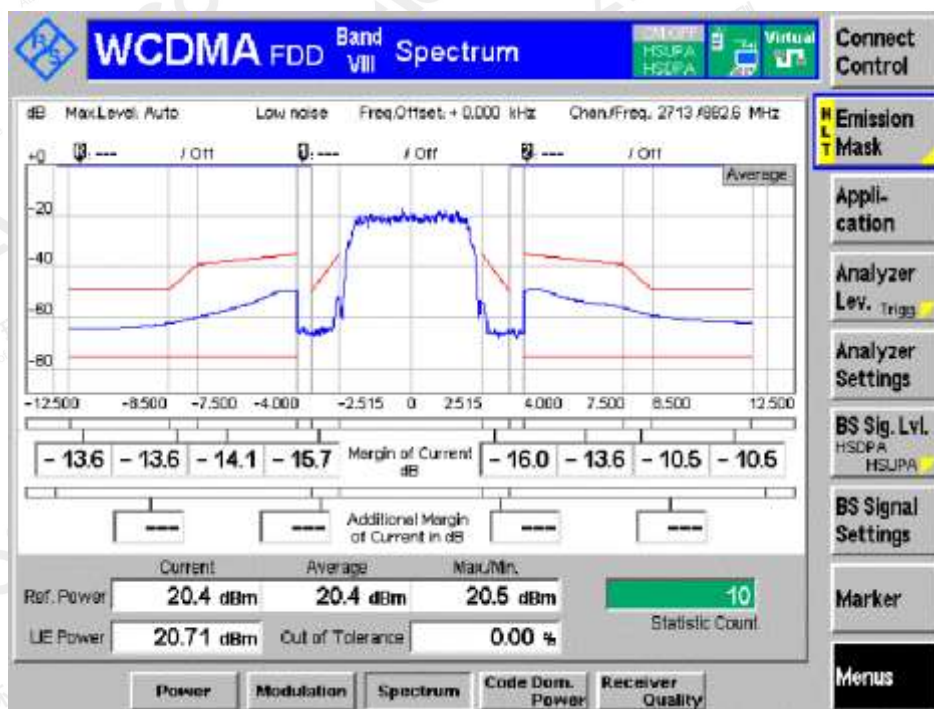 WCDMA FDD Band VIII Spectrum
HSUPA
HSDPA
Virtual
Connect Control
dB Max.Level: Auto Low noise Freq.Offset: + 0.000 kHz Chan./Freq. 2713 /882.6 MHz
--- / Off --- / Off --- / Off
Average
+0
-20
-40
-60
-80
-12.500 -8.500 -7.500 -4.000 -2.515 0 2.515 4.000 7.500 8.500 12.500
- 13.6 - 13.6 - 14.1 - 15.7 Margin of Current dB - 16.0 - 13.6 - 10.5 - 10.6
--- --- Additional Margin of Current in dB --- ---
Current Average Max./Min.
Ref. Power 20.4 dBm 20.4 dBm 20.5 dBm 10
Statistic Count
UE Power 20.71 dBm Out of Tolerance 0.00 %
Power Modulation Spectrum Code Dom. Power Receiver Quality
HLT
Emission Mask
Appli-
cation
Analyzer
Lev. Trigg.
Analyzer
Settings
BS Sig. Lvl.
HSDPA
HSUPA
BS Signal
Settings
Marker
Menus